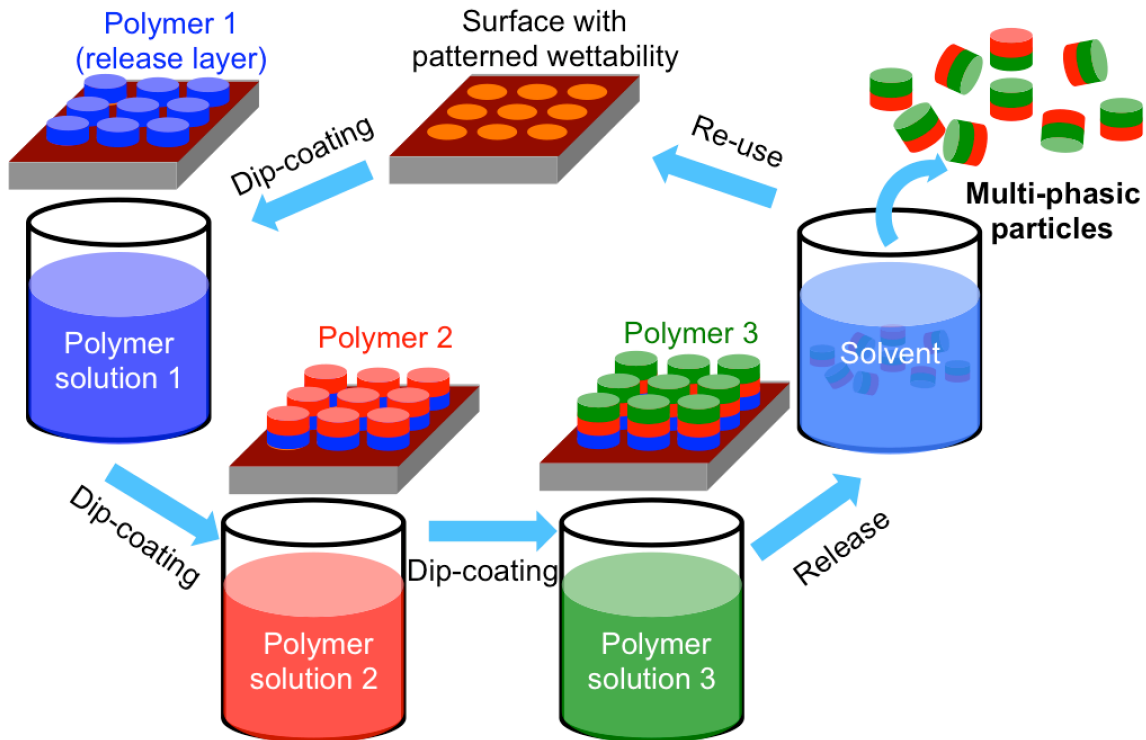 Polymer 1
(release layer)
Surface with
patterned wettability
Dip-coating
Re-use
Multi-phasic
particles
Polymer
solution 1
Polymer 2
Polymer 3
Solvent
Dip-coating
Dip-coating
Release
Polymer
solution 2
Polymer
solution 3